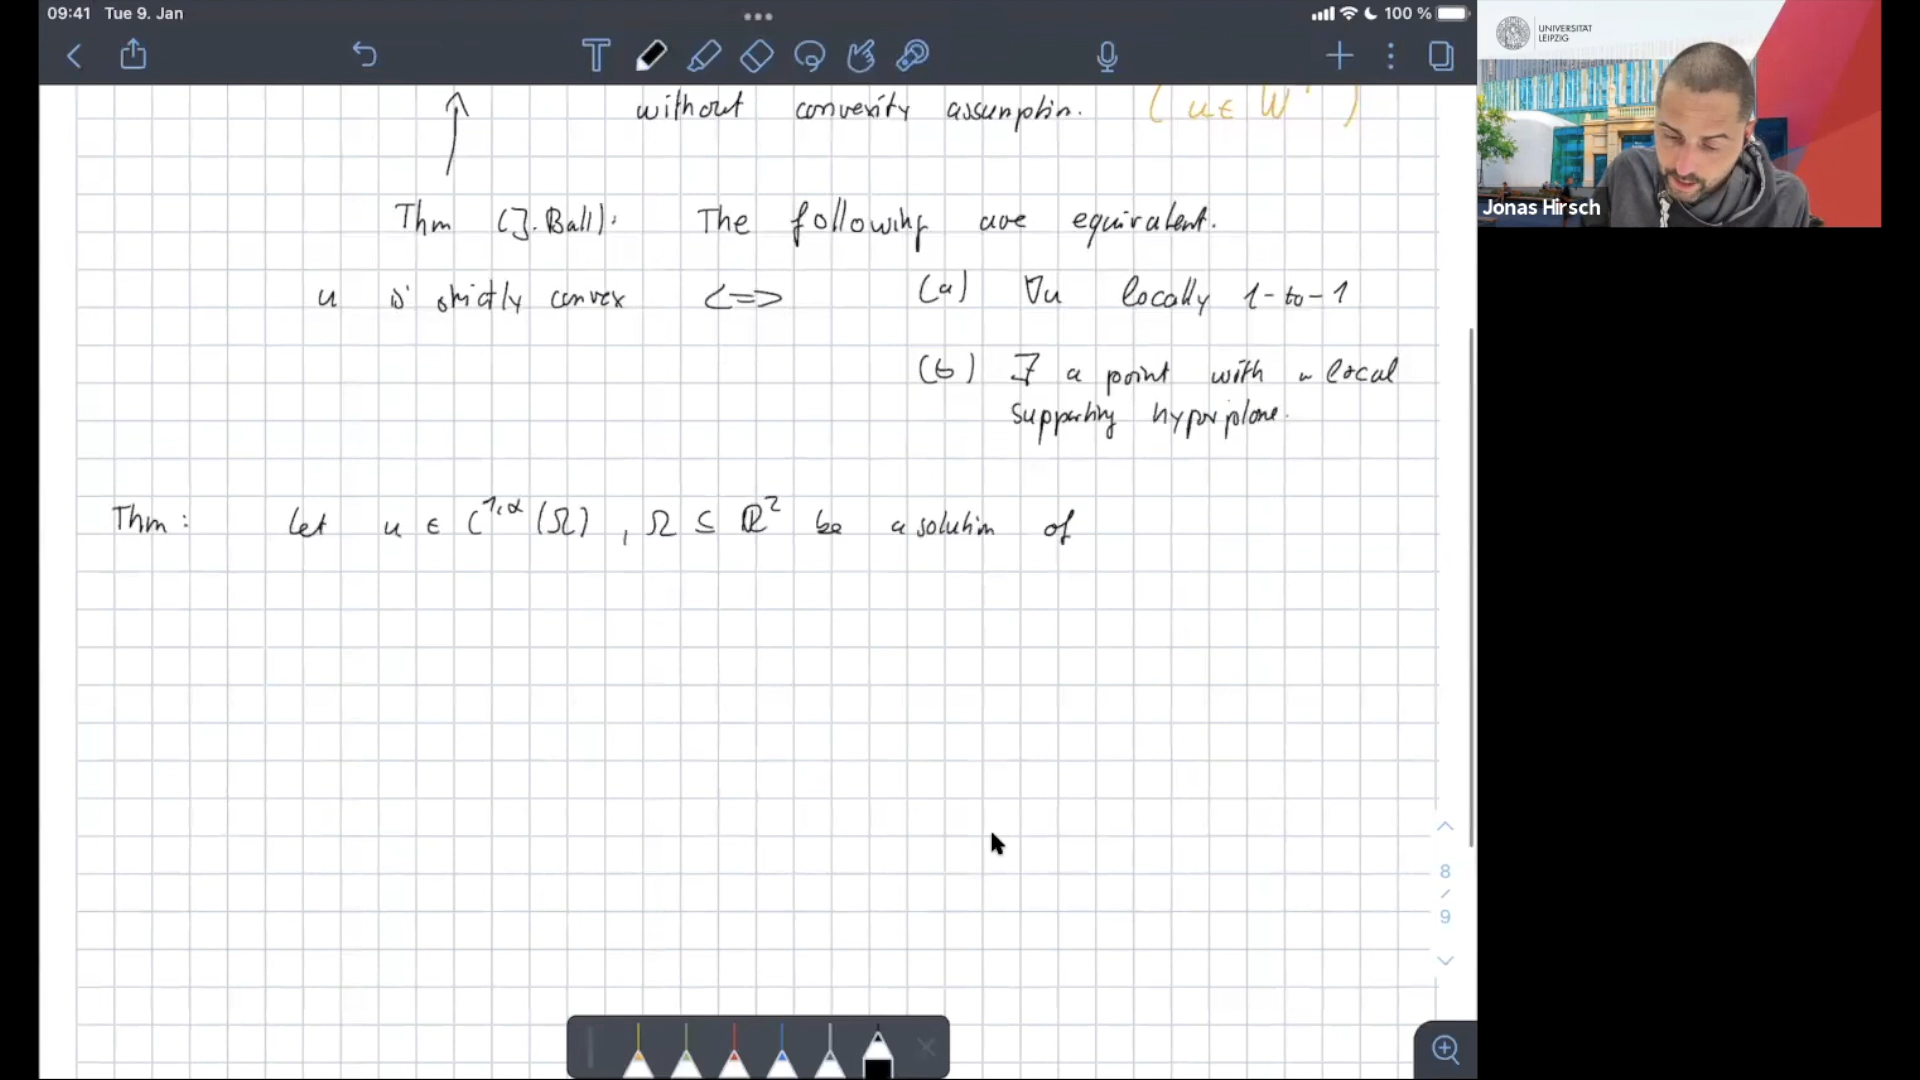 09:41 Tue 9. Jan
100 %
without convexity assumption. (u ∈ W )
Thm (J. Ball): The following are equivalent.
u is strictly convex <=> (a) ∇u locally 1-to-1
(b) ∃ a point with a local
supporting hyperplane.
Thm: Let u ∈ C^{1,α}(Ω), Ω ⊆ ℝ² be a solution of
8
/
9
UNIVERSITÄT
LEIPZIG
Jonas Hirsch